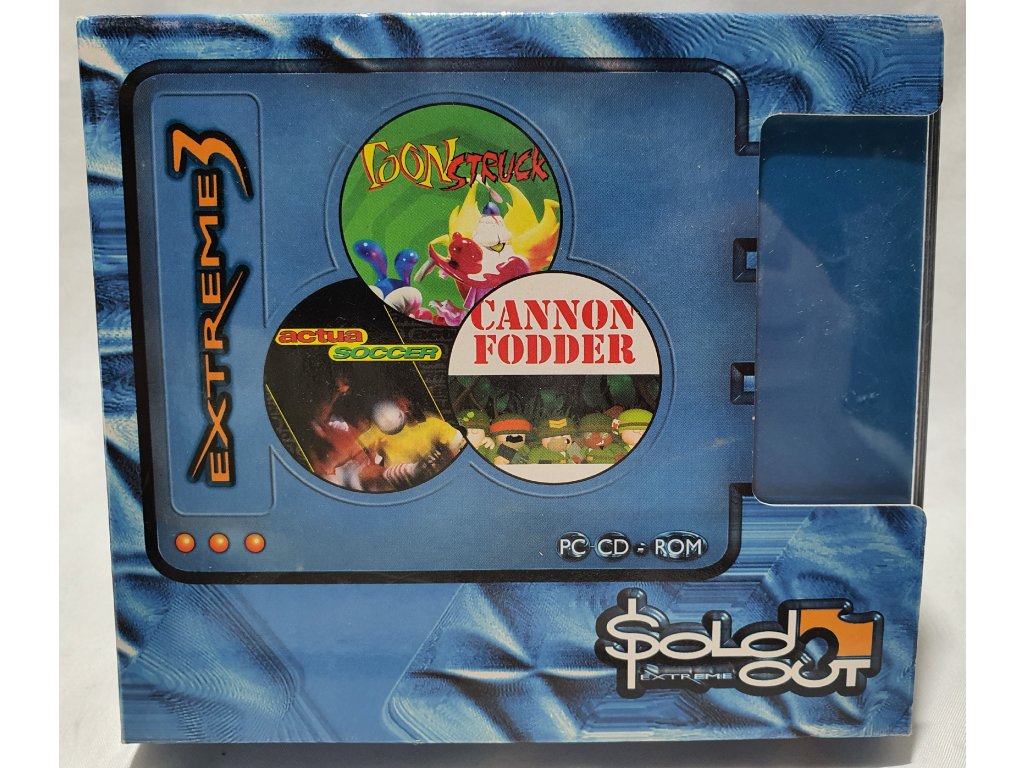 EXTREME 3
TOONSTRUCK
actua
SOCCER
CANNON
FODDER
PC-CD-ROM
$OLD
EXTREME OUT